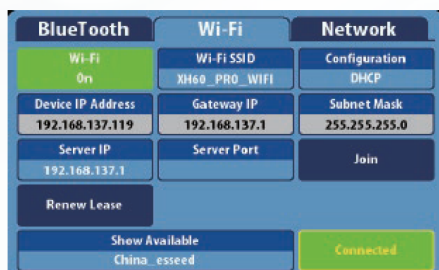 BlueTooth
Wi-Fi
Network
Wi-Fi
On
Wi-Fi SSID
XH60_PRO_WIFI
Configuration
DHCP
Device IP Address
192.168.137.119
Gateway IP
192.168.137.1
Subnet Mask
255.255.255.0
Server IP
192.168.137.1
Server Port
Join
Renew Lease
Show Available
China_esseed
Connected